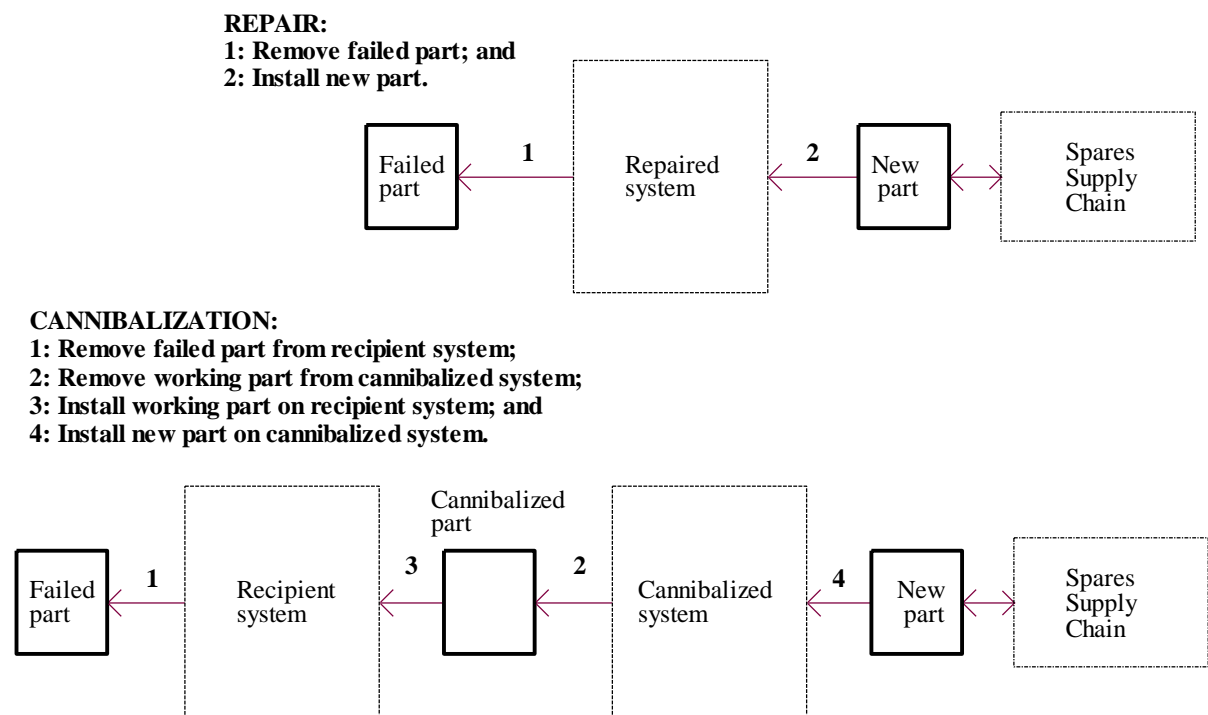 REPAIR:
1: Remove failed part; and
2: Install new part.
Failed
part
1
Repaired
system
2
New
part
Spares
Supply
Chain
CANNIBALIZATION:
1: Remove failed part from recipient system;
2: Remove working part from cannibalized system;
3: Install working part on recipient system; and
4: Install new part on cannibalized system.
Failed
part
1
Recipient
system
3
Cannibalized
part
2
Cannibalized
system
4
New
part
Spares
Supply
Chain